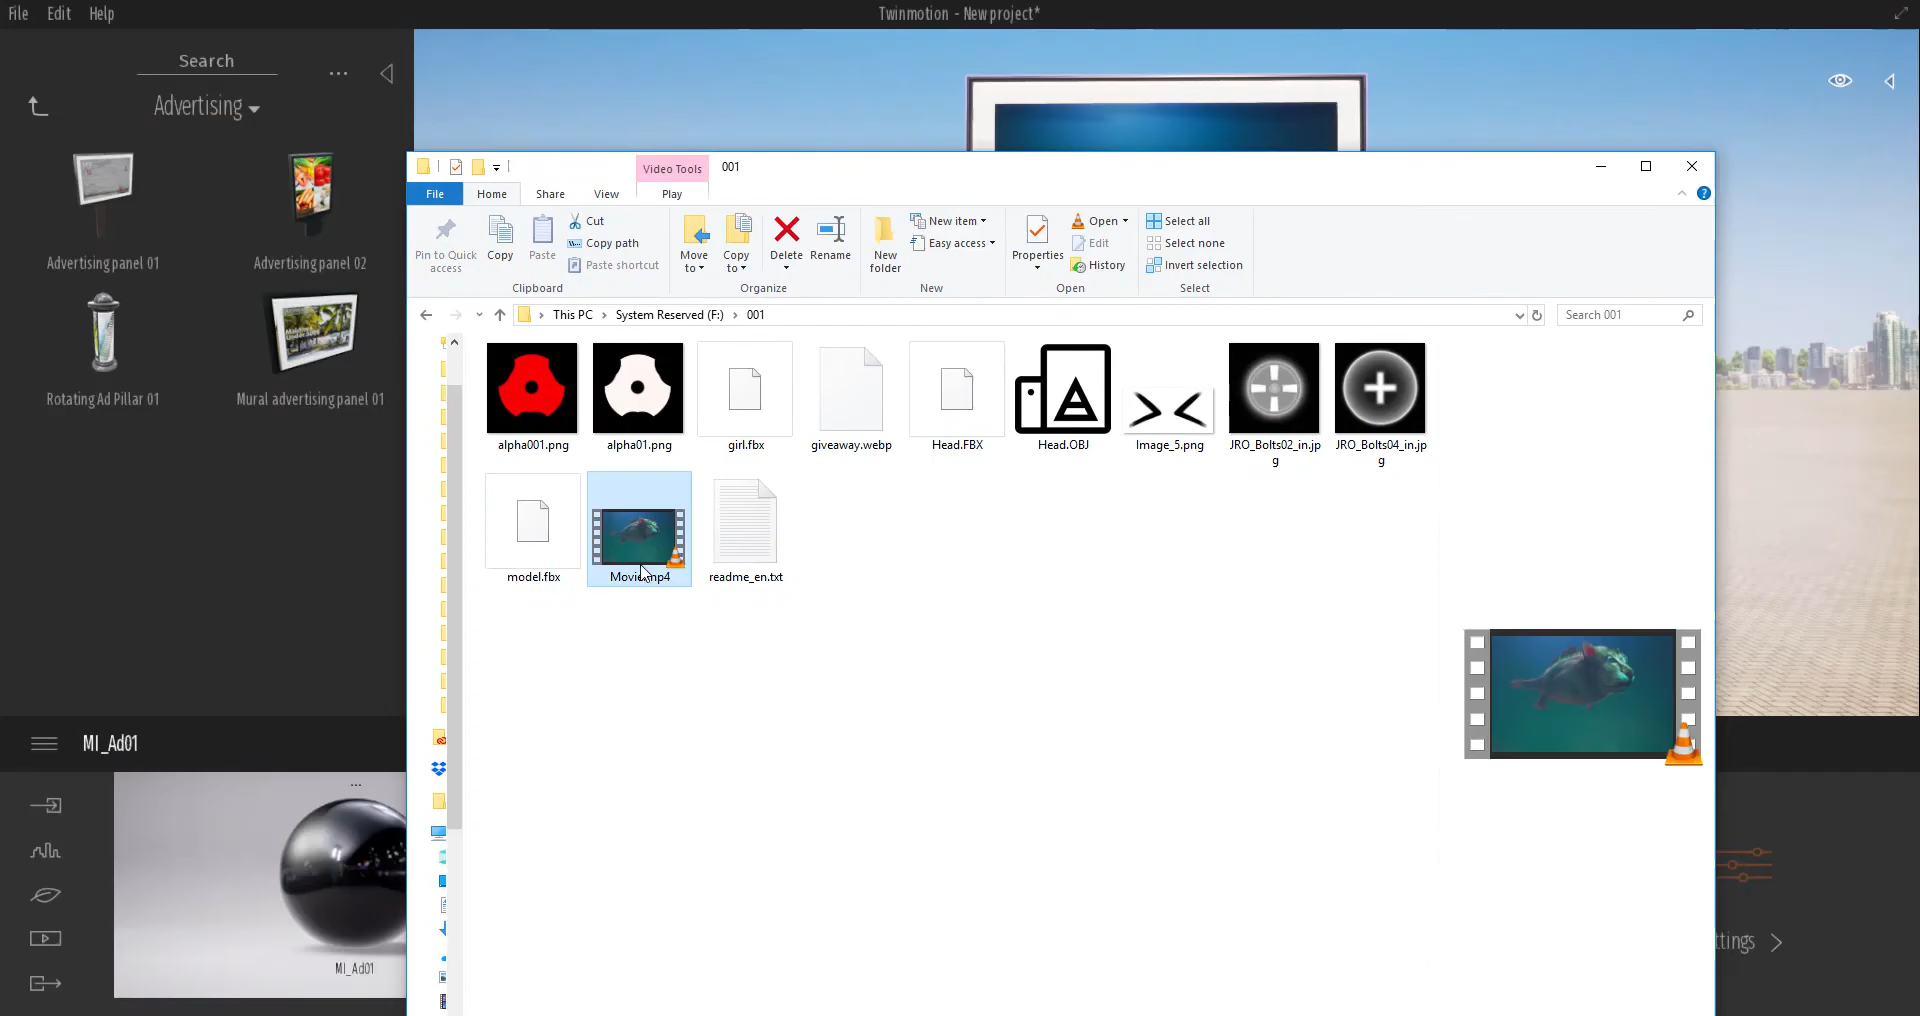 File Edit Help
Twinmotion - New project*
Search
...
Advertising
Advertising panel 01
Advertising panel 02
Rotating Ad Pillar 01
Mural advertising panel 01
MI_Ad01
...
MI_Ad01
Video Tools
001
File Home Share View Play
Pin to Quick access
Copy
Paste
Cut
Copy path
Paste shortcut
Clipboard
Move to
Copy to
Delete
Rename
Organize
New folder
New item
Easy access
New
Properties
Open
Edit
History
Open
Select all
Select none
Invert selection
Select
This PC > System Reserved (F:) > 001
Search 001
alpha001.png
alpha01.png
girl.fbx
giveaway.webp
Head.FBX
Head.OBJ
Image_5.png
JRO_Bolts02_in.jpg
JRO_Bolts04_in.jpg
model.fbx
Movie.mp4
readme_en.txt
ttings